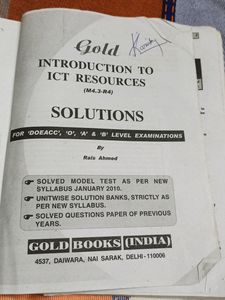 Gold
INTRODUCTION TO
ICT RESOURCES
(M4.3-R4)
SOLUTIONS
FOR 'DOEACC', 'O', 'A' & 'B' LEVEL EXAMINATIONS
By
Rais Ahmed
SOLVED MODEL TEST AS PER NEW
SYLLABUS JANUARY 2010.
UNITWISE SOLUTION BANKS, STRICTLY AS
PER NEW SYLLABUS.
SOLVED QUESTIONS PAPER OF PREVIOUS
YEARS.
GOLD BOOKS (INDIA)
4537, DAIWARA, NAI SARAK, DELHI-110006